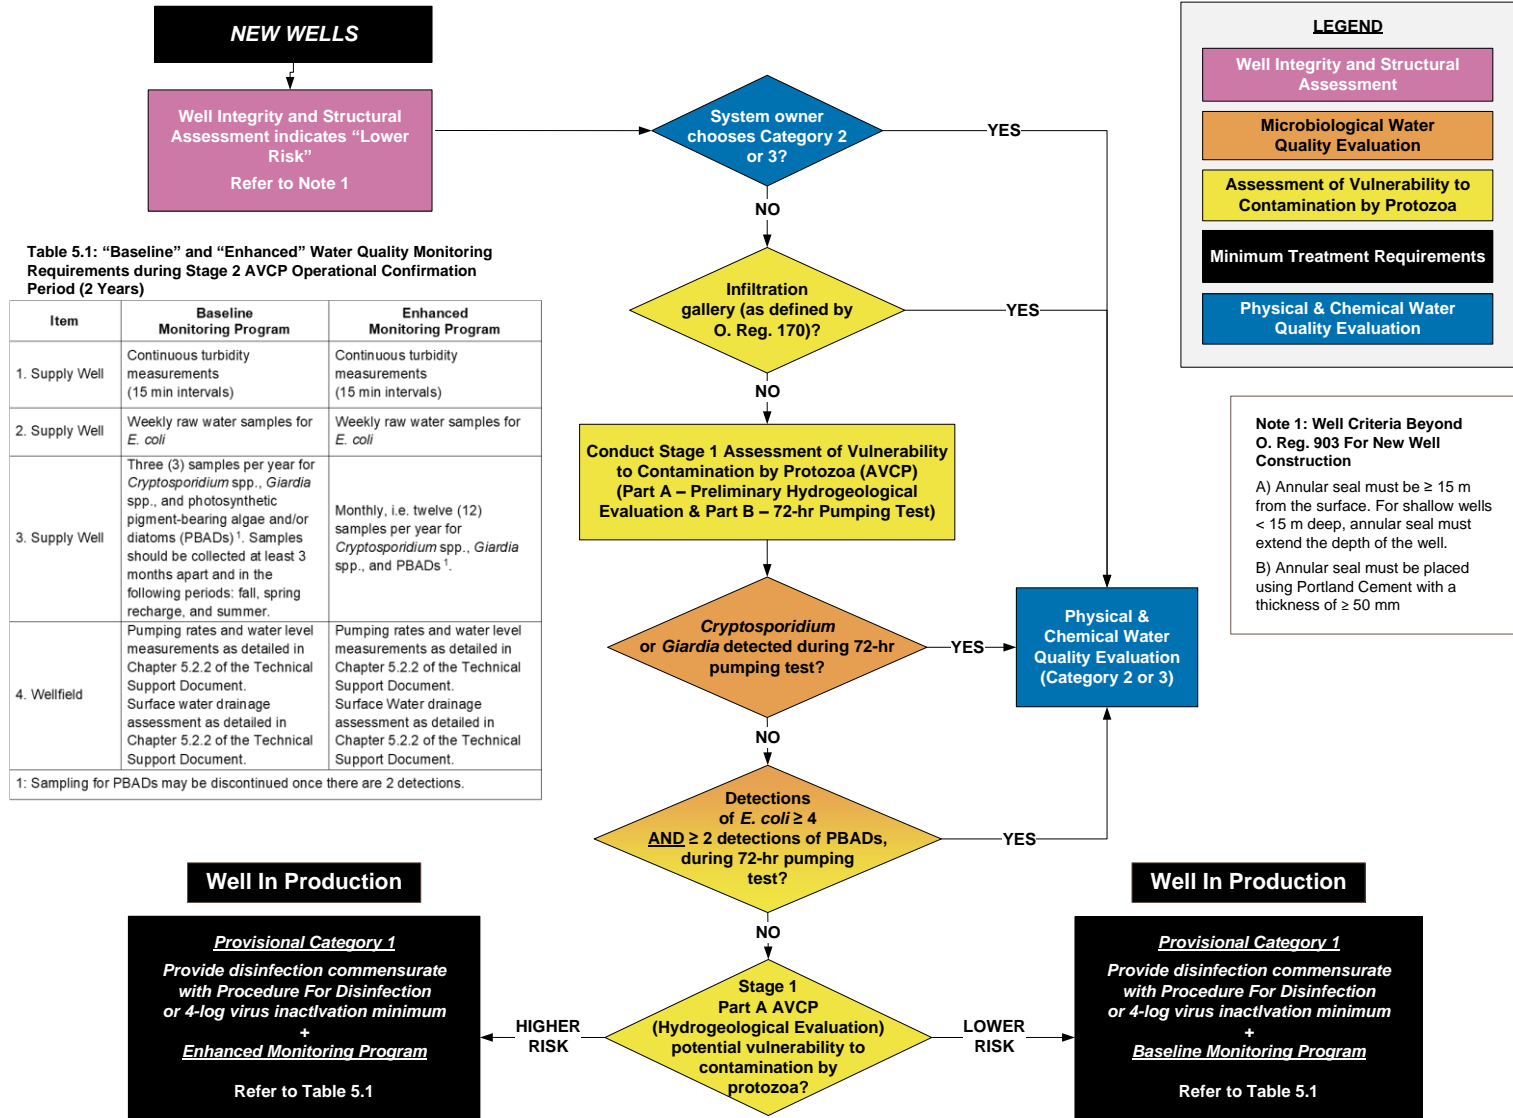 NEW WELLS
Well Integrity and Structural
Assessment indicates “Lower
Risk”
Refer to Note 1
System owner
chooses Category 2
or 3?
YES
NO
Infiltration
gallery (as defined by
O. Reg. 170)?
YES
NO
Conduct Stage 1 Assessment of Vulnerability
to Contamination by Protozoa (AVCP)
(Part A – Preliminary Hydrogeological
Evaluation & Part B – 72-hr Pumping Test)
Cryptosporidium
or Giardia detected during 72-hr
pumping test?
YES
NO
Physical &
Chemical Water
Quality Evaluation
(Category 2 or 3)
Detections
of E. coli ≥ 4
AND ≥ 2 detections of PBADs,
during 72-hr pumping
test?
YES
NO
Stage 1
Part A AVCP
(Hydrogeological Evaluation)
potential vulnerability to
contamination by
protozoa?
HIGHER
RISK
LOWER
RISK
Well In Production
Provisional Category 1
Provide disinfection commensurate
with Procedure For Disinfection
or 4-log virus inactIvation minimum
+
Enhanced Monitoring Program
Refer to Table 5.1
Well In Production
Provisional Category 1
Provide disinfection commensurate
with Procedure For Disinfection
or 4-log virus inactIvation minimum
+
Baseline Monitoring Program
Refer to Table 5.1
LEGEND
Well Integrity and Structural
Assessment
Microbiological Water
Quality Evaluation
Assessment of Vulnerability to
Contamination by Protozoa
Minimum Treatment Requirements
Physical & Chemical Water
Quality Evaluation
Note 1: Well Criteria Beyond
O. Reg. 903 For New Well
Construction
A) Annular seal must be ≥ 15 m
from the surface. For shallow wells
< 15 m deep, annular seal must
extend the depth of the well.
B) Annular seal must be placed
using Portland Cement with a
thickness of ≥ 50 mm
Table 5.1: “Baseline” and “Enhanced” Water Quality Monitoring
Requirements during Stage 2 AVCP Operational Confirmation
Period (2 Years)
Item
Baseline
Monitoring Program
Enhanced
Monitoring Program
1. Supply Well
Continuous turbidity
measurements
(15 min intervals)
Continuous turbidity
measurements
(15 min intervals)
2. Supply Well
Weekly raw water samples for
E. coli
Weekly raw water samples for
E. coli
3. Supply Well
Three (3) samples per year for
Cryptosporidium spp., Giardia
spp., and photosynthetic
pigment-bearing algae and/or
diatoms (PBADs) 1. Samples
should be collected at least 3
months apart and in the
following periods: fall, spring
recharge, and summer.
Monthly, i.e. twelve (12)
samples per year for
Cryptosporidium spp., Giardia
spp., and PBADs 1.
4. Wellfield
Pumping rates and water level
measurements as detailed in
Chapter 5.2.2 of the Technical
Support Document.
Surface water drainage
assessment as detailed in
Chapter 5.2.2 of the Technical
Support Document.
Pumping rates and water level
measurements as detailed in
Chapter 5.2.2 of the Technical
Support Document.
Surface Water drainage
assessment as detailed in
Chapter 5.2.2 of the Technical
Support Document.
1: Sampling for PBADs may be discontinued once there are 2 detections.